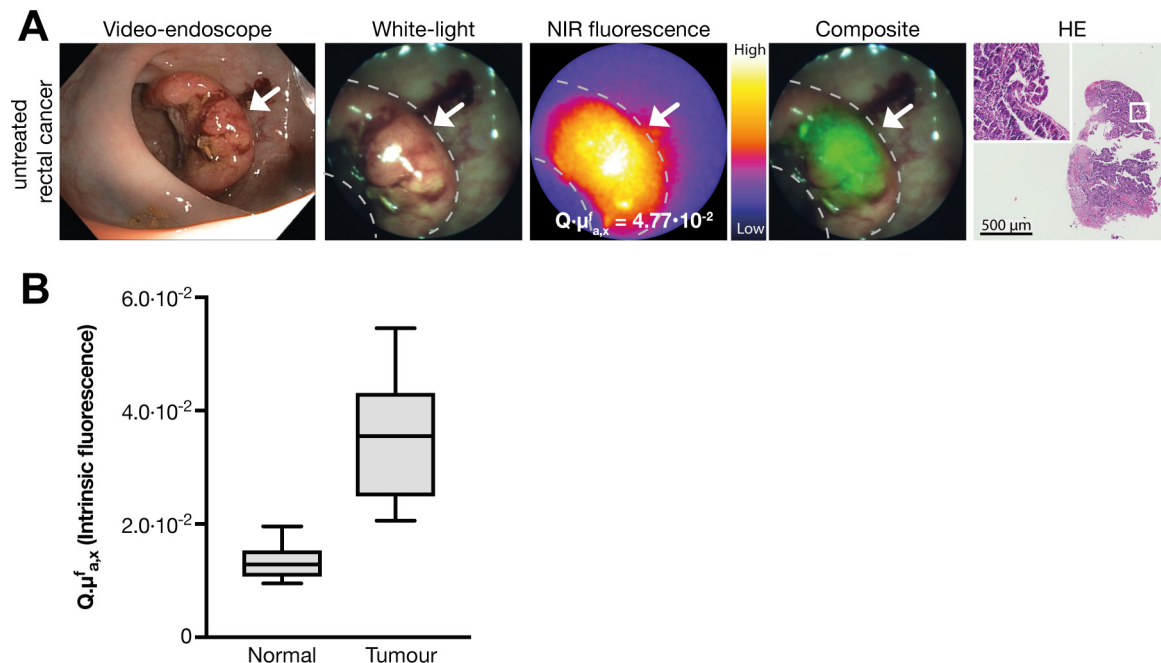 A
Video-endoscope
White-light
NIR fluorescence
Composite
HE
untreated
rectal cancer
High
Low
Q·μᶠₐ,ₓ = 4.77·10⁻²
500 μm
B
Q.μᶠₐ,ₓ (Intrinsic fluorescence)
6.0·10⁻²
4.0·10⁻²
2.0·10⁻²
0
Normal
Tumour